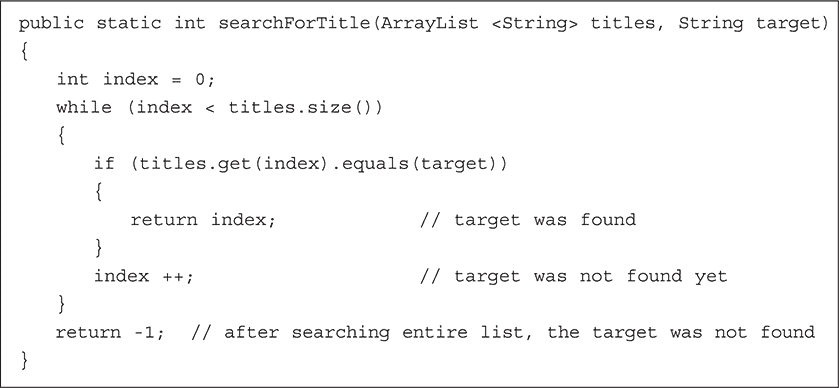 public static int searchForTitle(ArrayList <String> titles, String target)
{
int index = 0;
while (index < titles.size())
{
if (titles.get(index).equals(target))
{
return index; // target was found
}
index ++; // target was not found yet
}
return -1; // after searching entire list, the target was not found
}